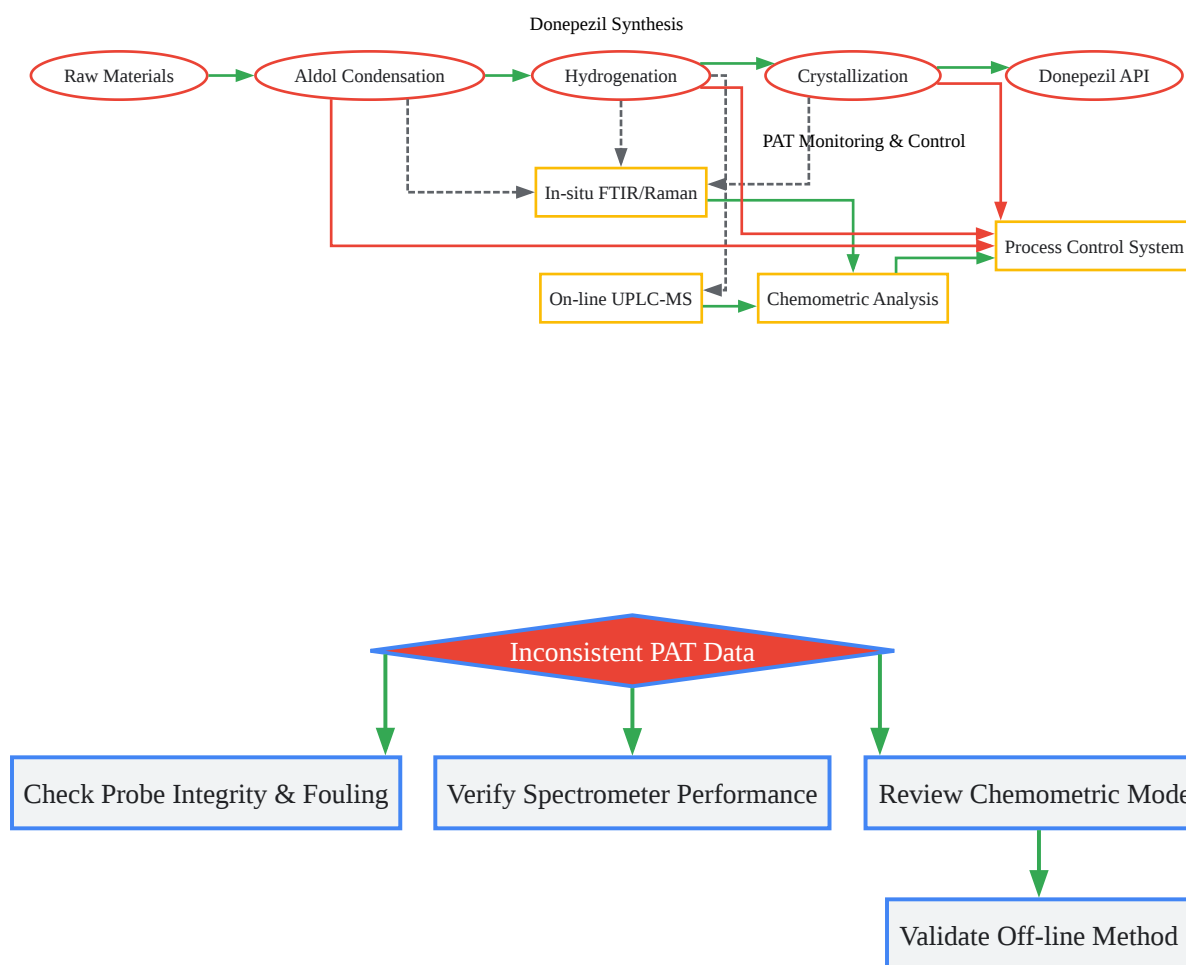 Donepezil Synthesis
Raw Materials
Aldol Condensation
Hydrogenation
Crystallization
Donepezil API
PAT Monitoring & Control
In-situ FTIR/Raman
Process Control System
On-line UPLC-MS
Chemometric Analysis
Inconsistent PAT Data
Check Probe Integrity & Fouling
Verify Spectrometer Performance
Review Chemometric Mode
Validate Off-line Method